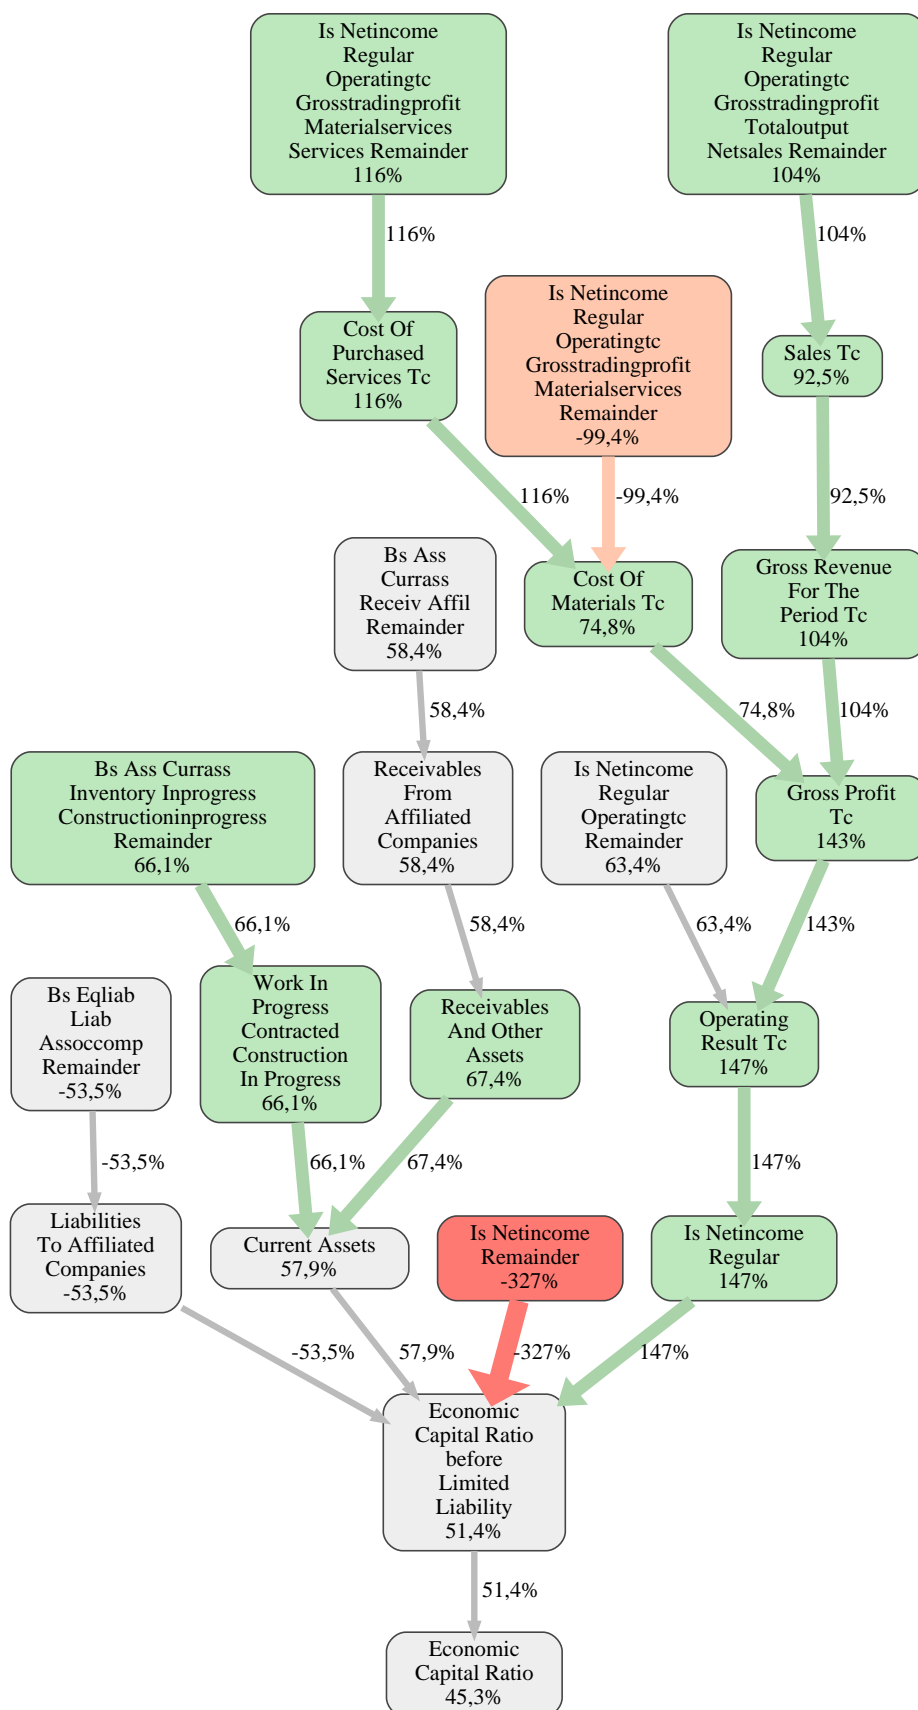 Is Netincome
Regular
Operatingtc
Grosstradingprofit
Materialservices
Services Remainder
116%
Is Netincome
Regular
Operatingtc
Grosstradingprofit
Totaloutput
Netsales Remainder
104%
116%
104%
Cost Of
Purchased
Services Tc
116%
Is Netincome
Regular
Operatingtc
Grosstradingprofit
Materialservices
Remainder
-99,4%
Sales Tc
92,5%
116%
-99,4%
92,5%
Bs Ass
Currass
Receiv Affil
Remainder
58,4%
Cost Of
Materials Tc
74,8%
Gross Revenue
For The
Period Tc
104%
58,4%
74,8%
104%
Bs Ass Currass
Inventory Inprogress
Constructioninprogress
Remainder
66,1%
Receivables
From
Affiliated
Companies
58,4%
Is Netincome
Regular
Operatingtc
Remainder
63,4%
Gross Profit
Tc
143%
66,1%
58,4%
63,4%
143%
Bs Eqliab
Liab
Assoccomp
Remainder
-53,5%
Work In
Progress
Contracted
Construction
In Progress
66,1%
Receivables
And Other
Assets
67,4%
Operating
Result Tc
147%
-53,5%
66,1%
67,4%
147%
Liabilities
To Affiliated
Companies
-53,5%
Current Assets
57,9%
Is Netincome
Remainder
-327%
Is Netincome
Regular
147%
-53,5%
57,9%
-327%
147%
Economic
Capital Ratio
before
Limited
Liability
51,4%
51,4%
Economic
Capital Ratio
45,3%